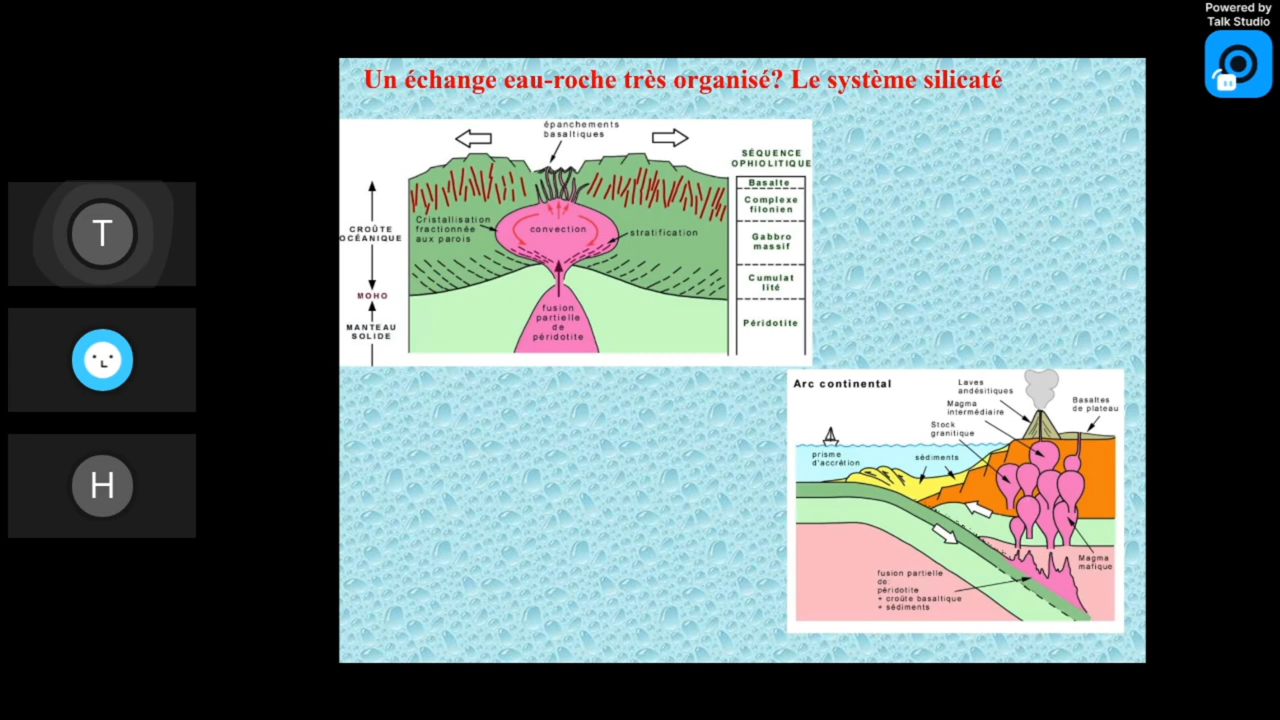 Powered by
Talk Studio
Un échange eau-roche très organisé? Le système silicaté
épanchements
basaltiques
SÉQUENCE
OPHIOLITIQUE
Basalte
Complexe
filonien
Gabbro
massif
Cumulat
lité
Péridotite
CROÛTE
OCÉANIQUE
MOHO
MANTEAU
SOLIDE
Cristallisation
fractionnée
aux parois
convection
stratification
fusion
partielle
de
péridotite
T
H
Arc continental
Laves
andésitiques
Magma
intermédiaire
Stock
granitique
Basaltes
de plateau
prisme
d'accrétion
sédiments
Magma
mafique
fusion partielle
de:
péridotite
+ croûte basaltique
+ sédiments